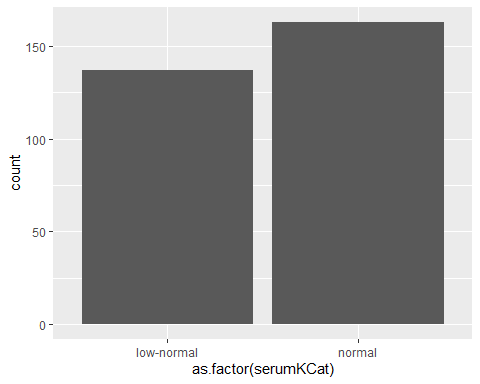 150
100
50
0
count
low-normal normal
as.factor(serumKCat)